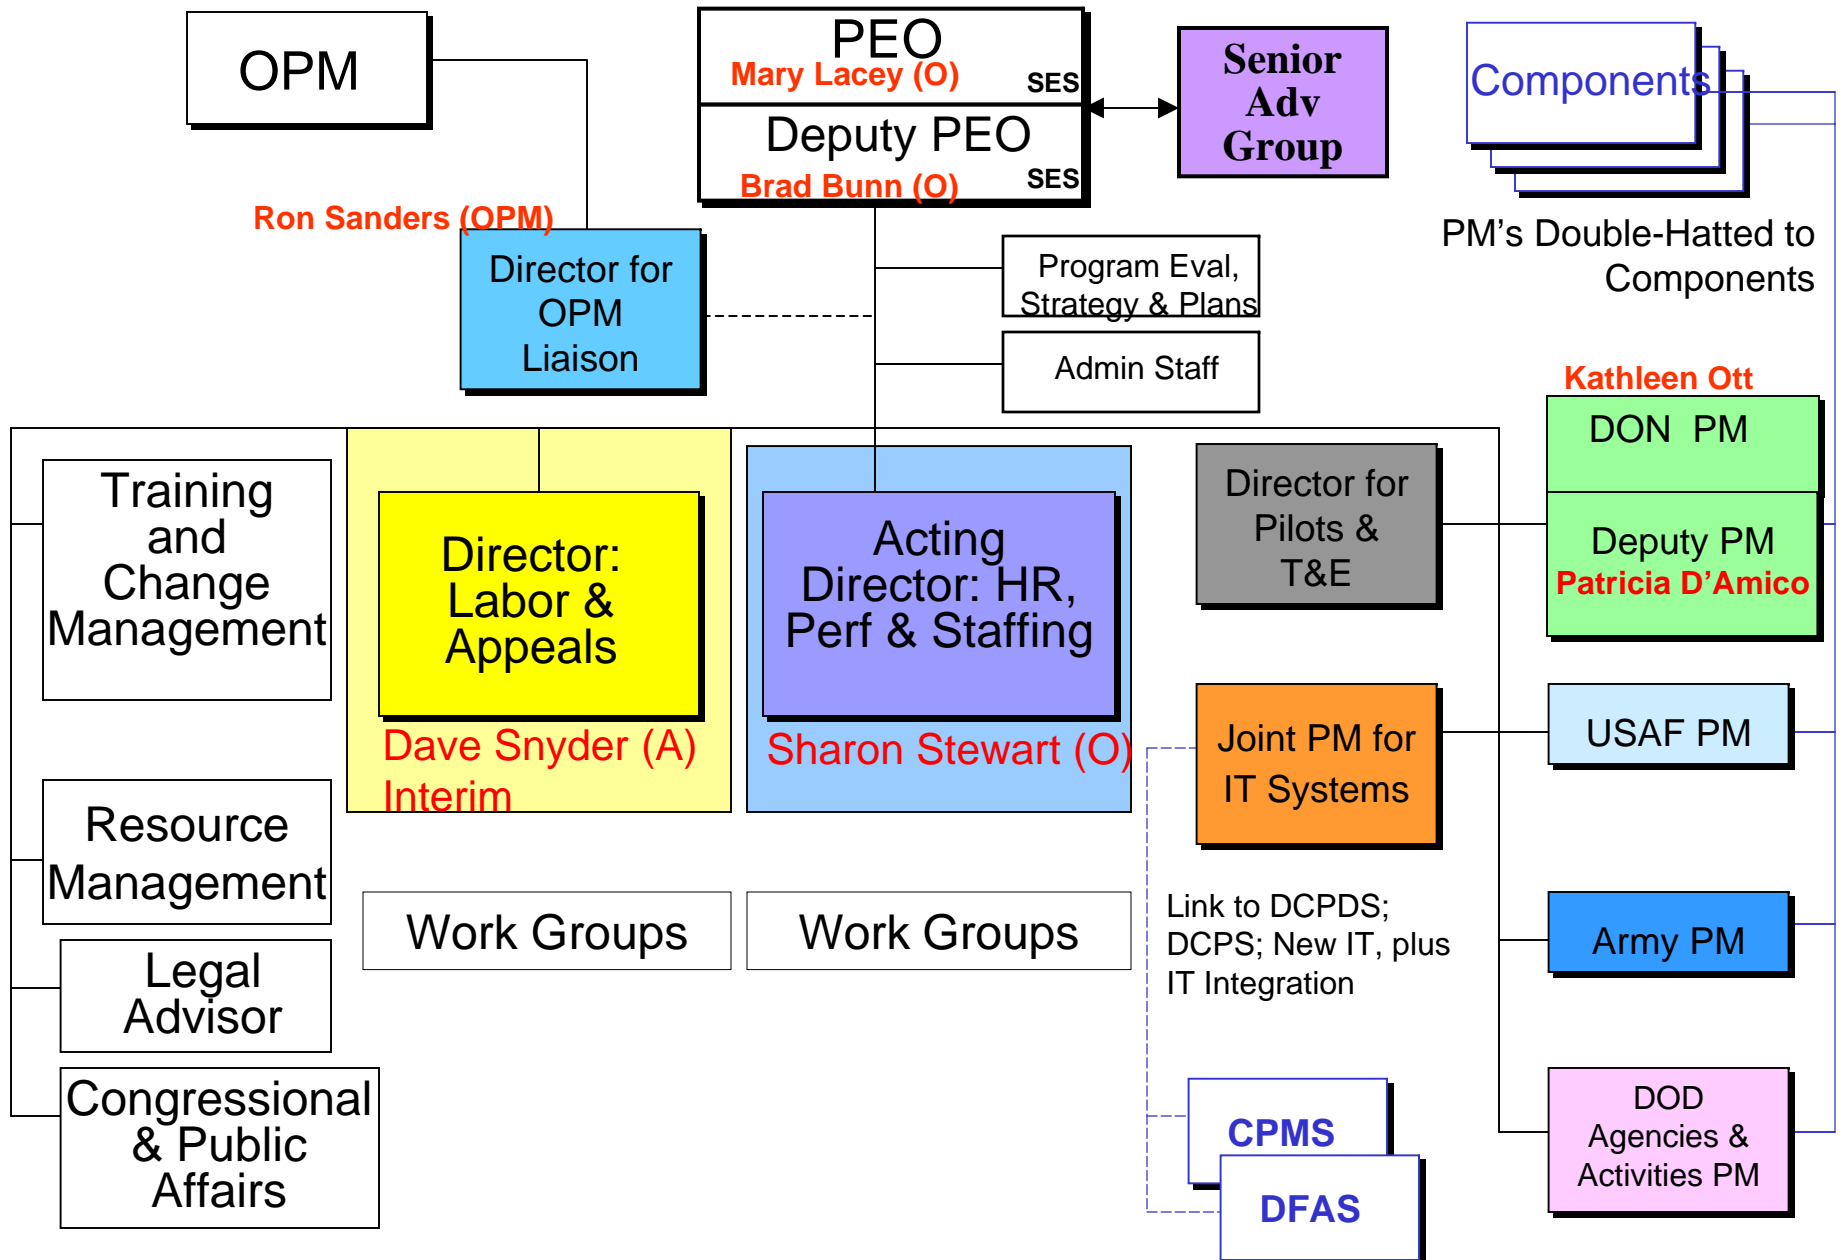 OPM
PEO
Mary Lacey (O)
SES
Deputy PEO
Brad Bunn (O)
SES
Senior
Adv
Group
Components
PM’s Double-Hatted to
Components
Ron Sanders (OPM)
Director for
OPM
Liaison
Program Eval,
Strategy & Plans
Admin Staff
Training
and
Change
Management
Resource
Management
Legal
Advisor
Congressional
& Public
Affairs
Director:
Labor &
Appeals
Dave Snyder (A)
Interim
Work Groups
Acting
Director: HR,
Perf & Staffing
Sharon Stewart (O)
Work Groups
Director for
Pilots &
T&E
Joint PM for
IT Systems
Link to DCPDS;
DCPS; New IT, plus
IT Integration
CPMS
DFAS
Kathleen Ott
DON PM
Deputy PM
Patricia D’Amico
USAF PM
Army PM
DOD
Agencies &
Activities PM